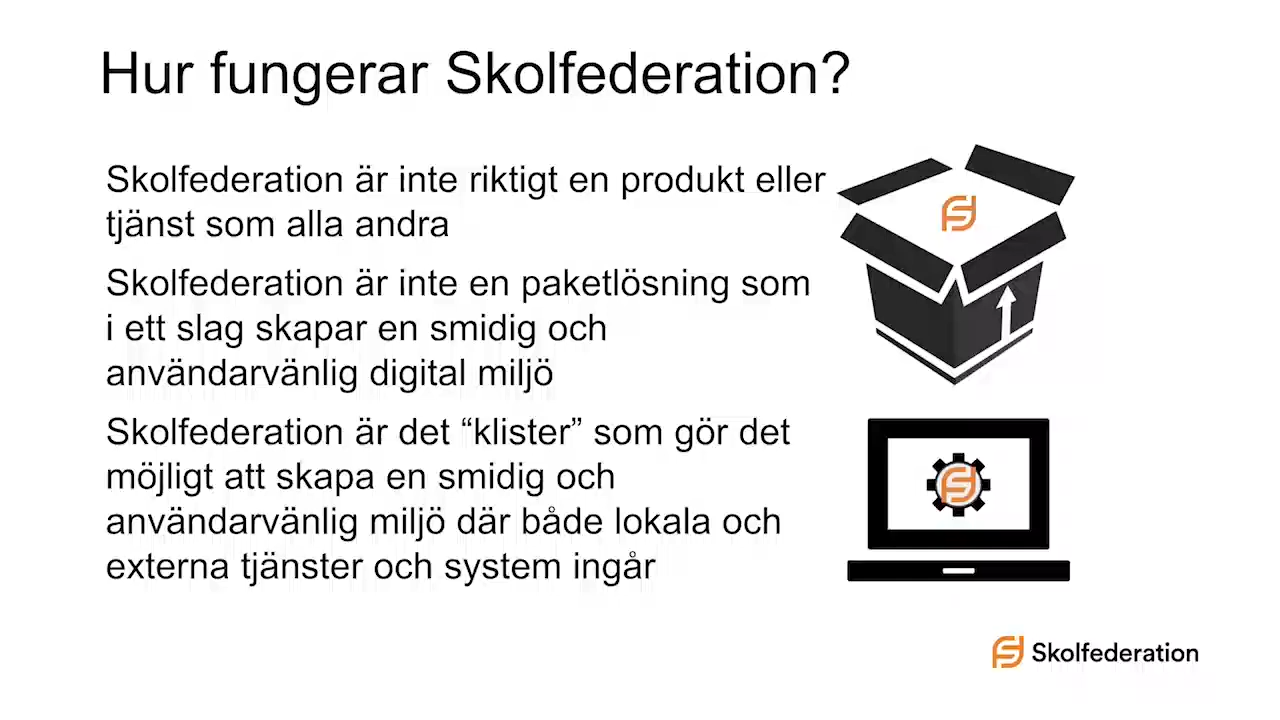 Hur fungerar Skolfederation?
Skolfederation är inte riktigt en produkt eller
tjänst som alla andra
Skolfederation är inte en paketlösning som
i ett slag skapar en smidig och
användarvänlig digital miljö
Skolfederation är det “klister” som gör det
möjligt att skapa en smidig och
användarvänlig miljö där både lokala och
externa tjänster och system ingår
Skolfederation